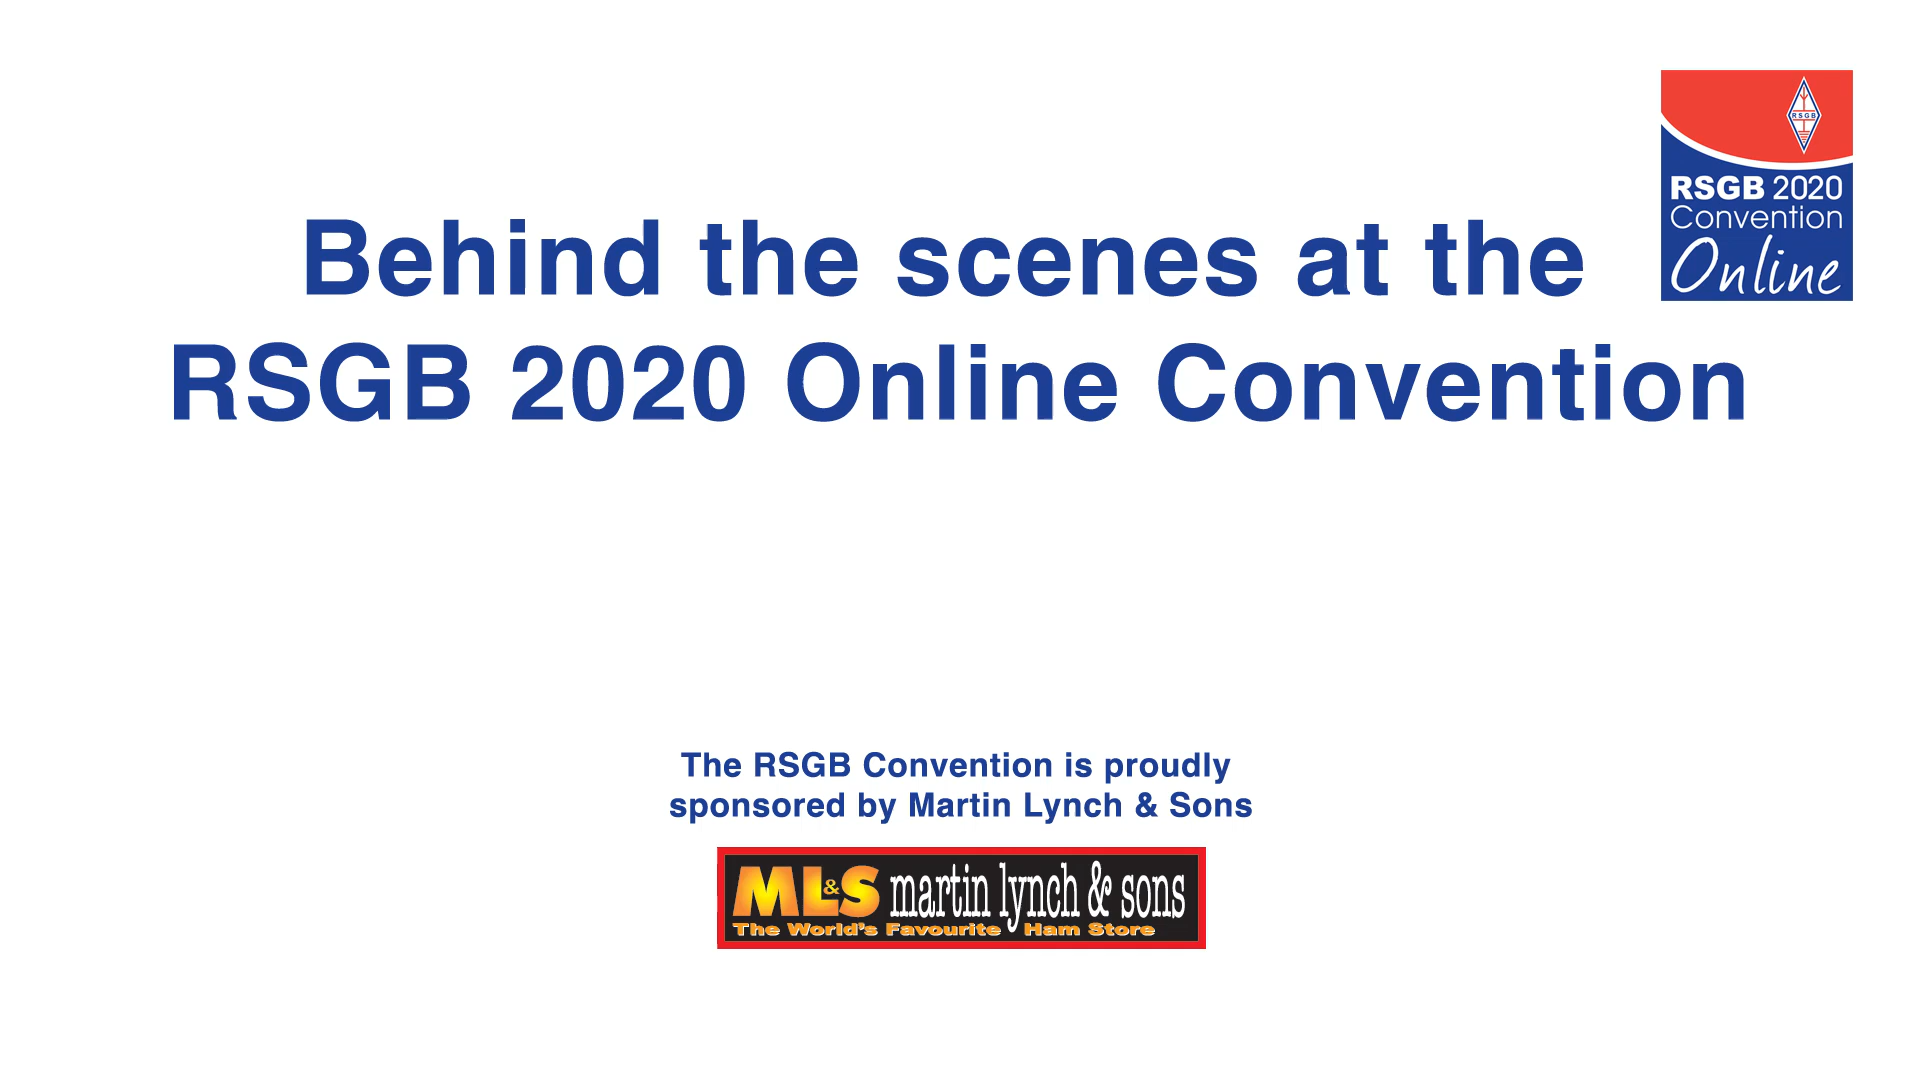 RSGB
RSGB 2020
Convention
Online
Behind the scenes at the
RSGB 2020 Online Convention
The RSGB Convention is proudly
sponsored by Martin Lynch & Sons
ML&S martin lynch & sons
The World's Favourite Ham Store